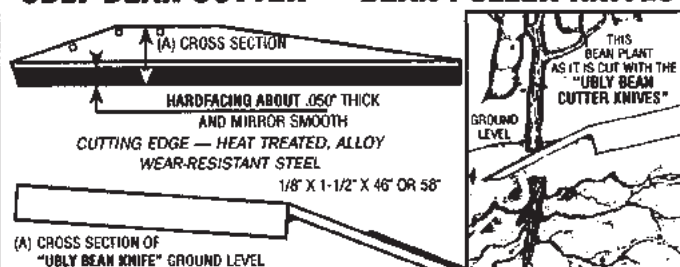 (A) CROSS SECTION
HARDFACING ABOUT .050" THICK
AND MIRROR SMOOTH
CUTTING EDGE — HEAT TREATED, ALLOY
WEAR-RESISTANT STEEL
1/8" X 1-1/2" X 46" OR 58"
(A) CROSS SECTION OF
"UBLY BEAN KNIFE" GROUND LEVEL
THIS
BEAN PLANT
AS IT IS CUT WITH THE
"UBLY BEAN
CUTTER KNIVES"
GROUND
LEVEL